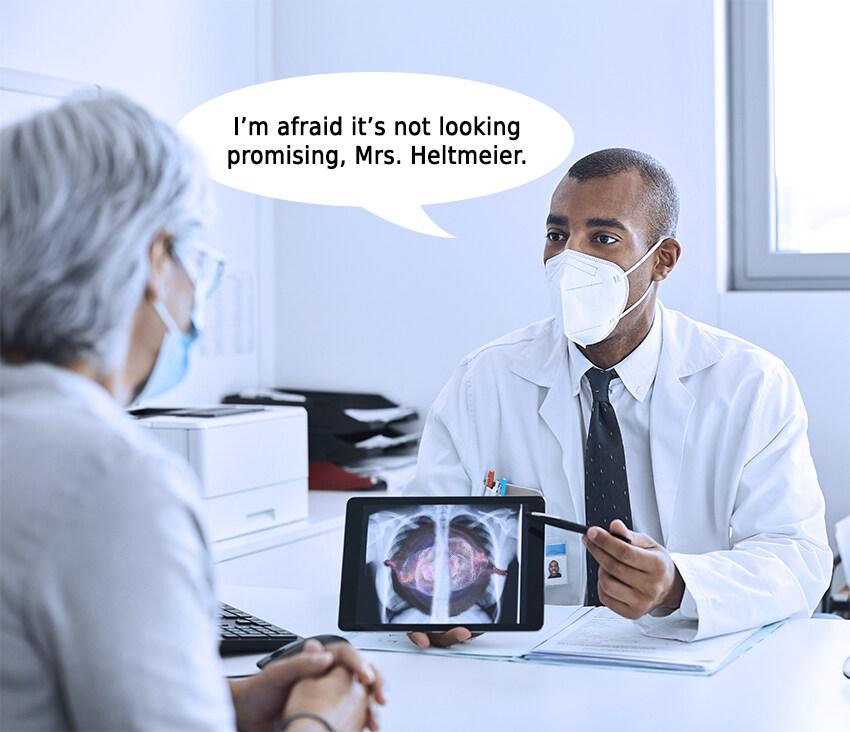 I’m afraid it’s not looking
promising, Mrs. Heltmeier.